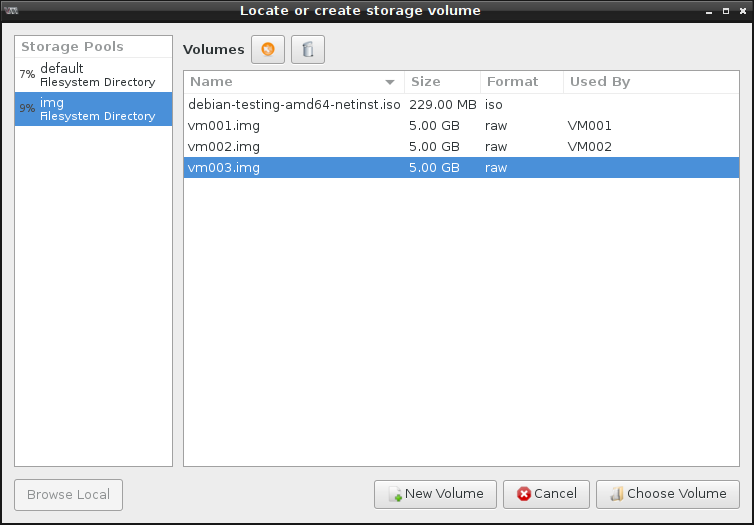 Locate or create storage volume
Storage Pools
7% default
Filesystem Directory
9% img
Filesystem Directory
Volumes
Name Size Format Used By
debian-testing-amd64-netinst.iso 229.00 MB iso
vm001.img 5.00 GB raw VM001
vm002.img 5.00 GB raw VM002
vm003.img 5.00 GB raw
Browse Local New Volume Cancel Choose Volume